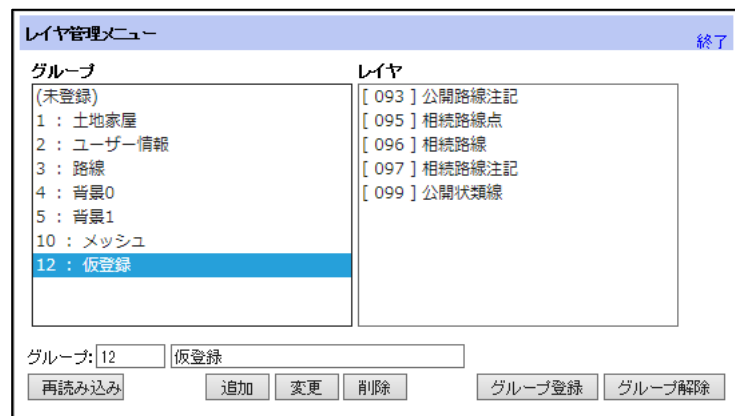 レイヤ管理メニュー
終了
グループ
(未登録)
1 : 土地家屋
2 : ユーザー情報
3 : 路線
4 : 背景0
5 : 背景1
10 : メッシュ
12 : 仮登録
レイヤ
[ 093 ] 公開路線注記
[ 095 ] 相続路線点
[ 096 ] 相続路線
[ 097 ] 相続路線注記
[ 099 ] 公開状類線
グループ: 12 仮登録
再読み込み 追加 変更 削除 グループ登録 グループ解除